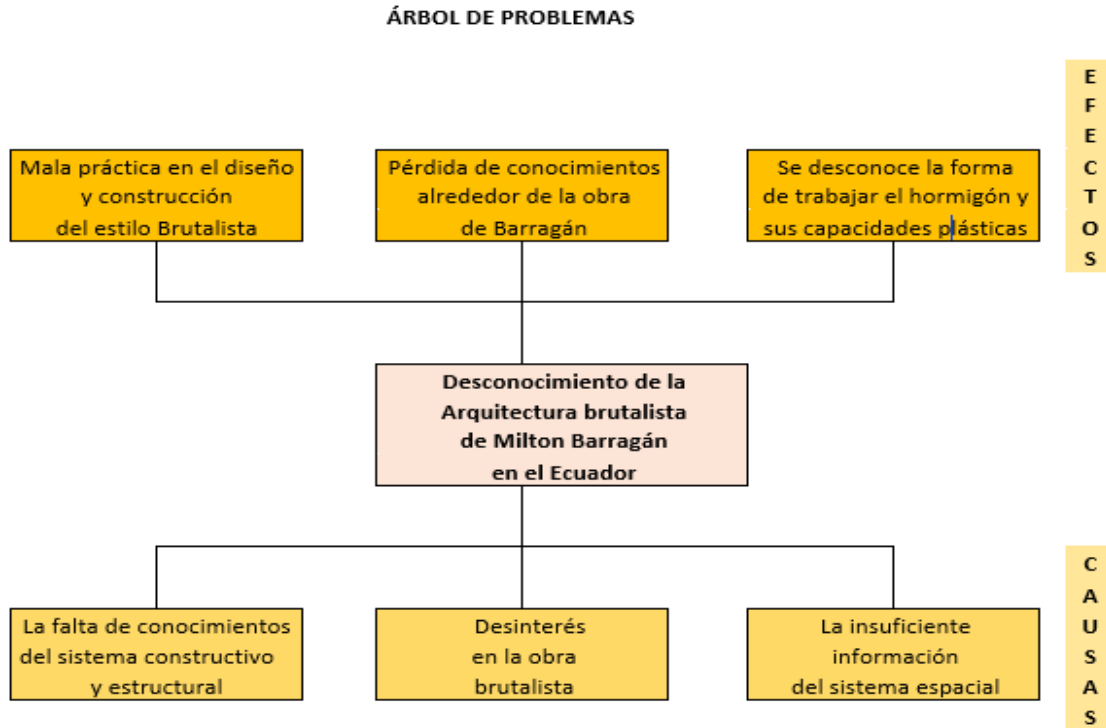 ÁRBOL DE PROBLEMAS
EFECTOS
Mala práctica en el diseño
y construcción
del estilo Brutalista
Pérdida de conocimientos
alrededor de la obra
de Barragán
Se desconoce la forma
de trabajar el hormigón y
sus capacidades plásticas
Desconocimiento de la
Arquitectura brutalista
de Milton Barragán
en el Ecuador
CAUSAS
La falta de conocimientos
del sistema constructivo
y estructural
Desinterés
en la obra
brutalista
La insuficiente
información
del sistema espacial